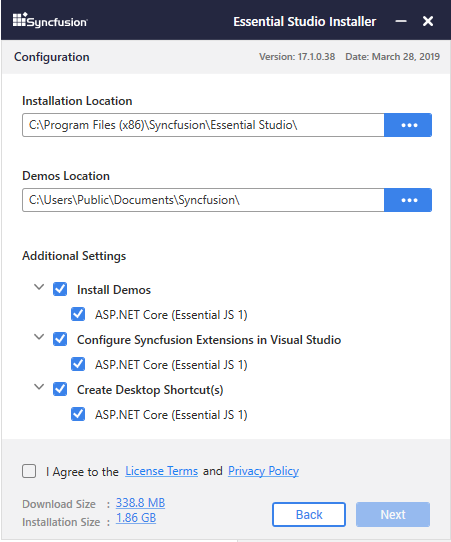 Syncfusion Essential Studio Installer
Configuration Version: 17.1.0.38 Date: March 28, 2019
Installation Location
C:\Program Files (x86)\Syncfusion\Essential Studio\
Demos Location
C:\Users\Public\Documents\Syncfusion\
Additional Settings
Install Demos
ASP.NET Core (Essential JS 1)
Configure Syncfusion Extensions in Visual Studio
ASP.NET Core (Essential JS 1)
Create Desktop Shortcut(s)
ASP.NET Core (Essential JS 1)
I Agree to the License Terms and Privacy Policy
Download Size : 338.8 MB
Installation Size : 1.86 GB
Back Next